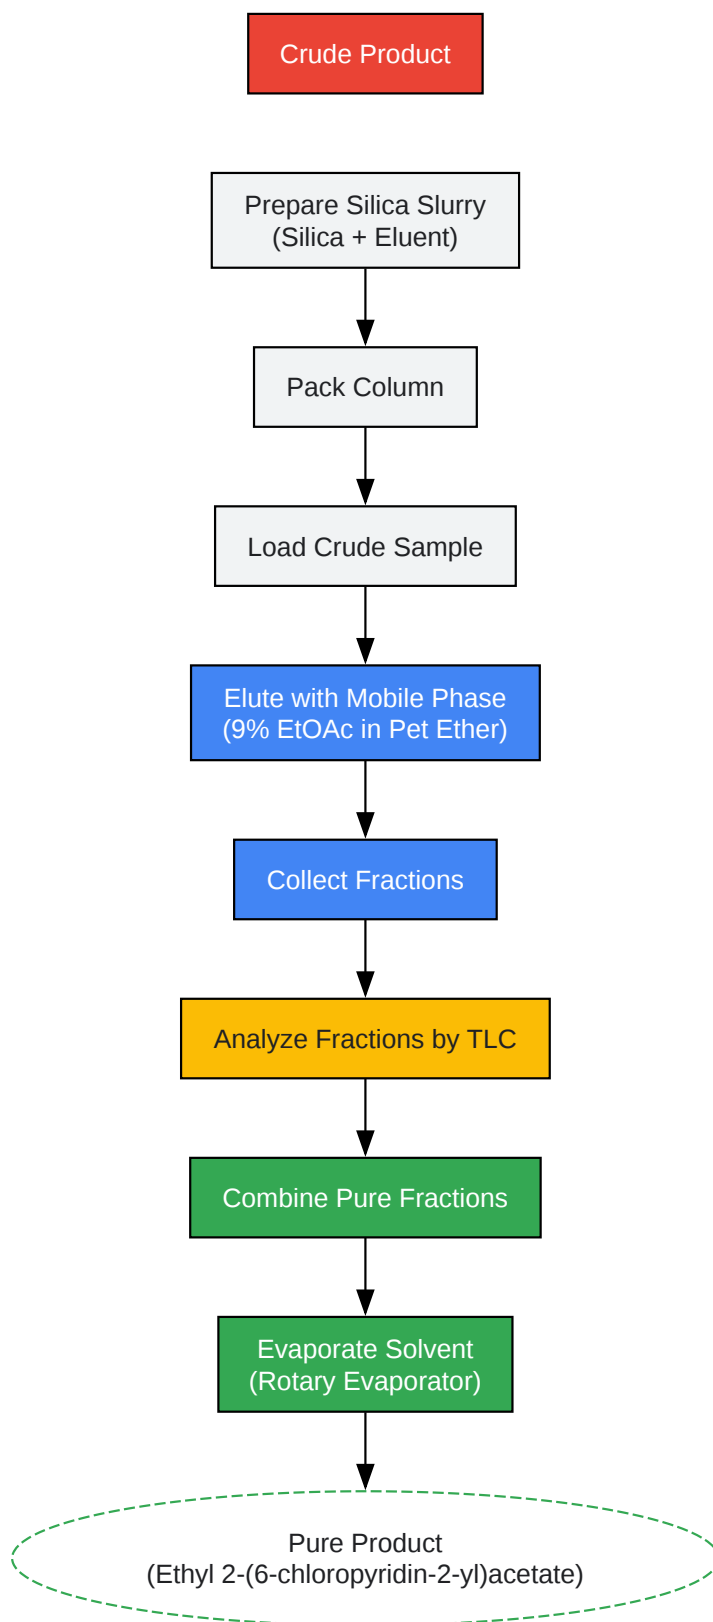 Crude Product
Prepare Silica Slurry
(Silica + Eluent)
Pack Column
Load Crude Sample
Elute with Mobile Phase
(9% EtOAc in Pet Ether)
Collect Fractions
Analyze Fractions by TLC
Combine Pure Fractions
Evaporate Solvent
(Rotary Evaporator)
Pure Product
(Ethyl 2-(6-chloropyridin-2-yl)acetate)